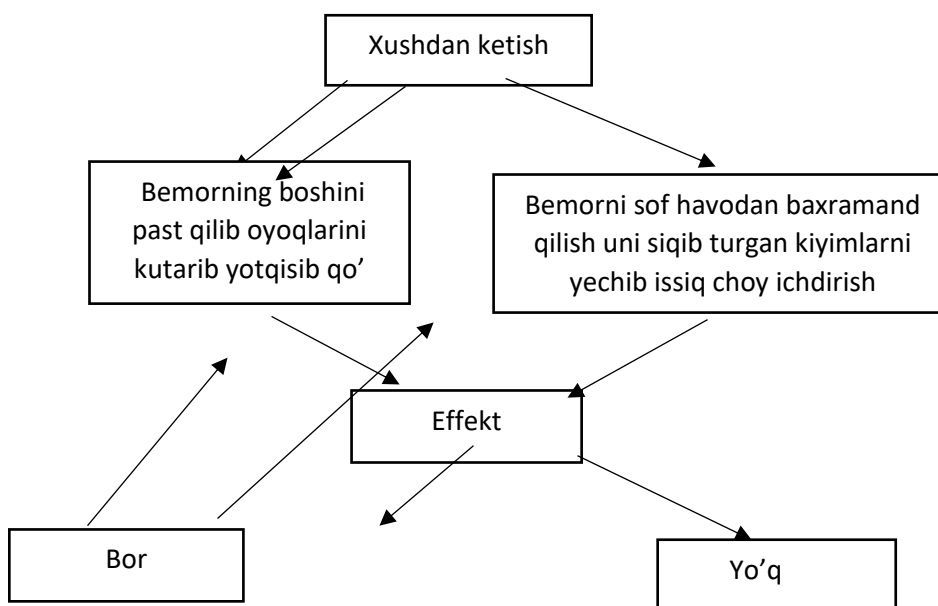 Xushdan ketish
Bemorning boshini
past qilib oyoqlarini
kutarib yotqisib qo’
Bemorni sof havodan baxramand
qilish uni siqib turgan kiyimlarni
yechib issiq choy ichdirish
Effekt
Bor
Yo’q